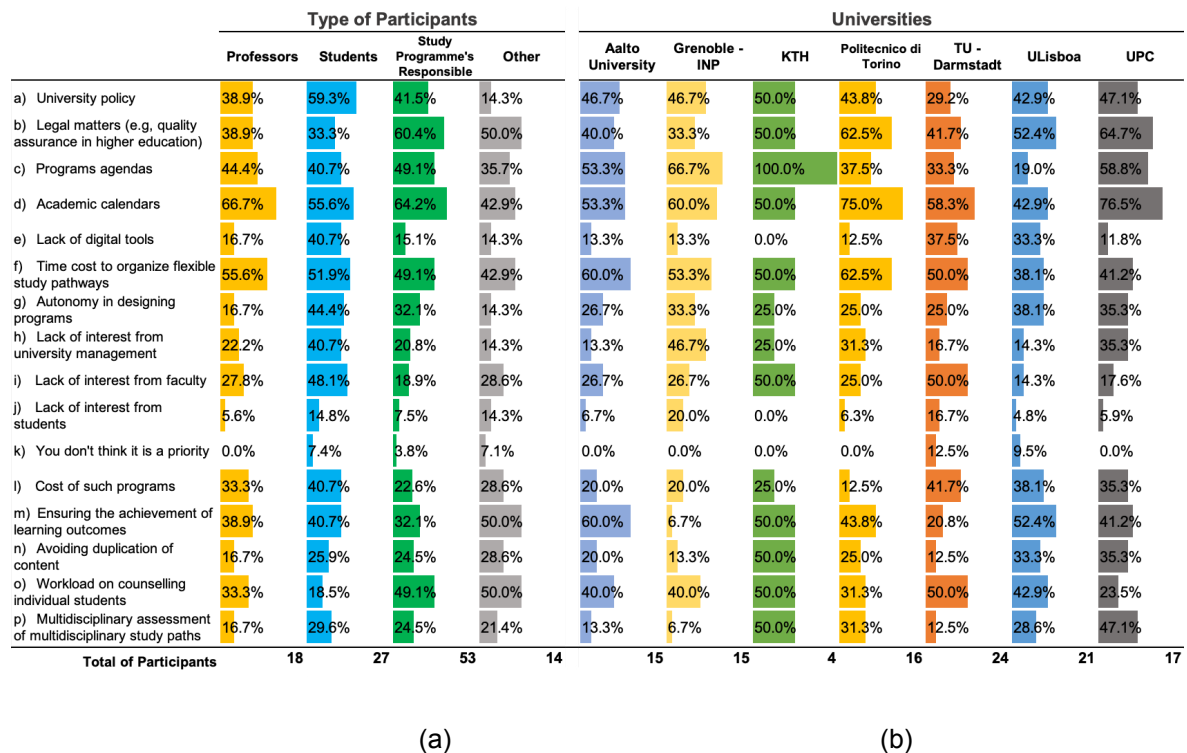 Type of Participants Universities
Professors Students Study Programme's Responsible Other Aalto University Grenoble - INP KTH Politecnico di Torino TU - Darmstadt ULisboa UPC
a) University policy 38.9% 59.3% 41.5% 14.3% 46.7% 46.7% 50.0% 43.8% 29.2% 42.9% 47.1%
b) Legal matters (e.g, quality assurance in higher education) 38.9% 33.3% 60.4% 50.0% 40.0% 33.3% 50.0% 62.5% 41.7% 52.4% 64.7%
c) Programs agendas 44.4% 40.7% 49.1% 35.7% 53.3% 66.7% 100.0% 37.5% 33.3% 19.0% 58.8%
d) Academic calendars 66.7% 55.6% 64.2% 42.9% 53.3% 60.0% 50.0% 75.0% 58.3% 42.9% 76.5%
e) Lack of digital tools 16.7% 40.7% 15.1% 14.3% 13.3% 13.3% 0.0% 12.5% 37.5% 33.3% 11.8%
f) Time cost to organize flexible study pathways 55.6% 51.9% 49.1% 42.9% 60.0% 53.3% 50.0% 62.5% 50.0% 38.1% 41.2%
g) Autonomy in designing programs 16.7% 44.4% 32.1% 14.3% 26.7% 33.3% 25.0% 25.0% 25.0% 38.1% 35.3%
h) Lack of interest from university management 22.2% 40.7% 20.8% 14.3% 13.3% 46.7% 25.0% 31.3% 16.7% 14.3% 35.3%
i) Lack of interest from faculty 27.8% 48.1% 18.9% 28.6% 26.7% 26.7% 50.0% 25.0% 50.0% 14.3% 17.6%
j) Lack of interest from students 5.6% 14.8% 7.5% 14.3% 6.7% 20.0% 0.0% 6.3% 16.7% 4.8% 5.9%
k) You don't think it is a priority 0.0% 7.4% 3.8% 7.1% 0.0% 0.0% 0.0% 0.0% 12.5% 9.5% 0.0%
l) Cost of such programs 33.3% 40.7% 22.6% 28.6% 20.0% 20.0% 25.0% 12.5% 41.7% 38.1% 35.3%
m) Ensuring the achievement of learning outcomes 38.9% 40.7% 32.1% 50.0% 60.0% 6.7% 50.0% 43.8% 20.8% 52.4% 41.2%
n) Avoiding duplication of content 16.7% 25.9% 24.5% 28.6% 20.0% 13.3% 50.0% 25.0% 12.5% 33.3% 35.3%
o) Workload on counselling individual students 33.3% 18.5% 49.1% 50.0% 40.0% 40.0% 50.0% 31.3% 50.0% 42.9% 23.5%
p) Multidisciplinary assessment of multidisciplinary study paths 16.7% 29.6% 24.5% 21.4% 13.3% 6.7% 50.0% 31.3% 12.5% 28.6% 47.1%
Total of Participants 18 27 53 14 15 15 4 16 24 21 17
(a) (b)